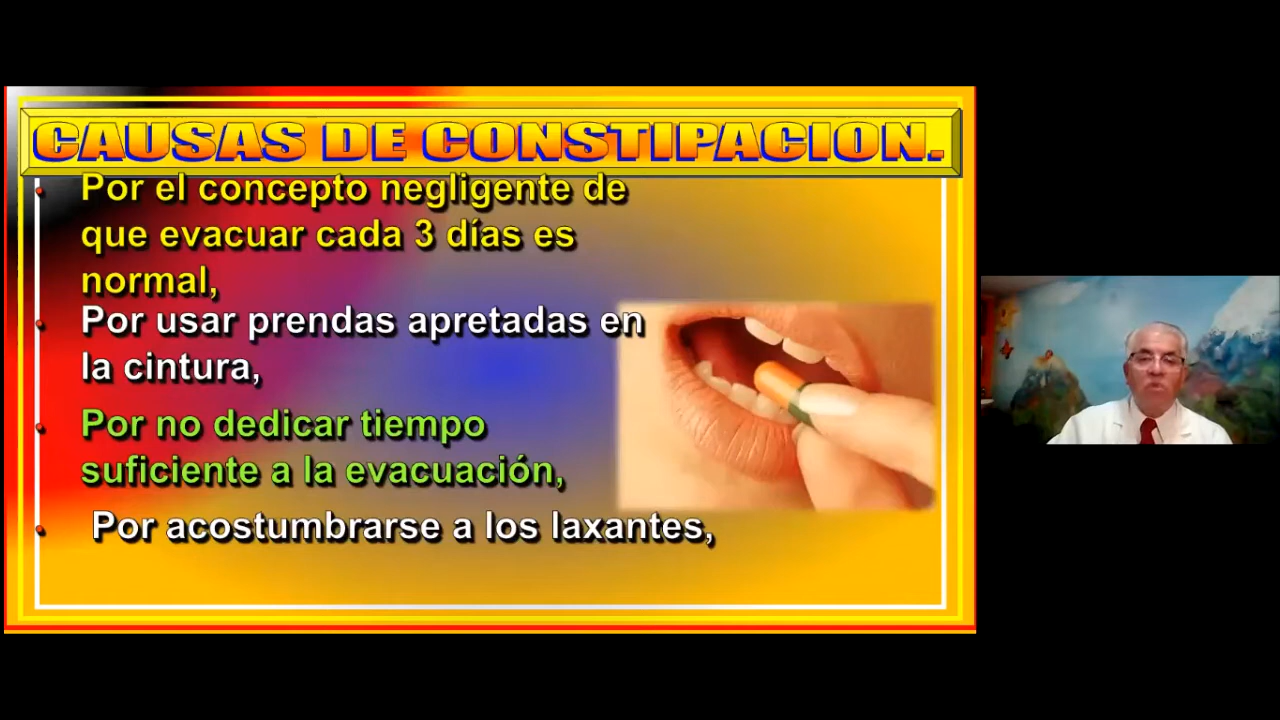 CAUSAS DE CONSTIPACION.
• Por el concepto negligente de
que evacuar cada 3 días es
normal,
• Por usar prendas apretadas en
la cintura,
• Por no dedicar tiempo
suficiente a la evacuación,
• Por acostumbrarse a los laxantes,